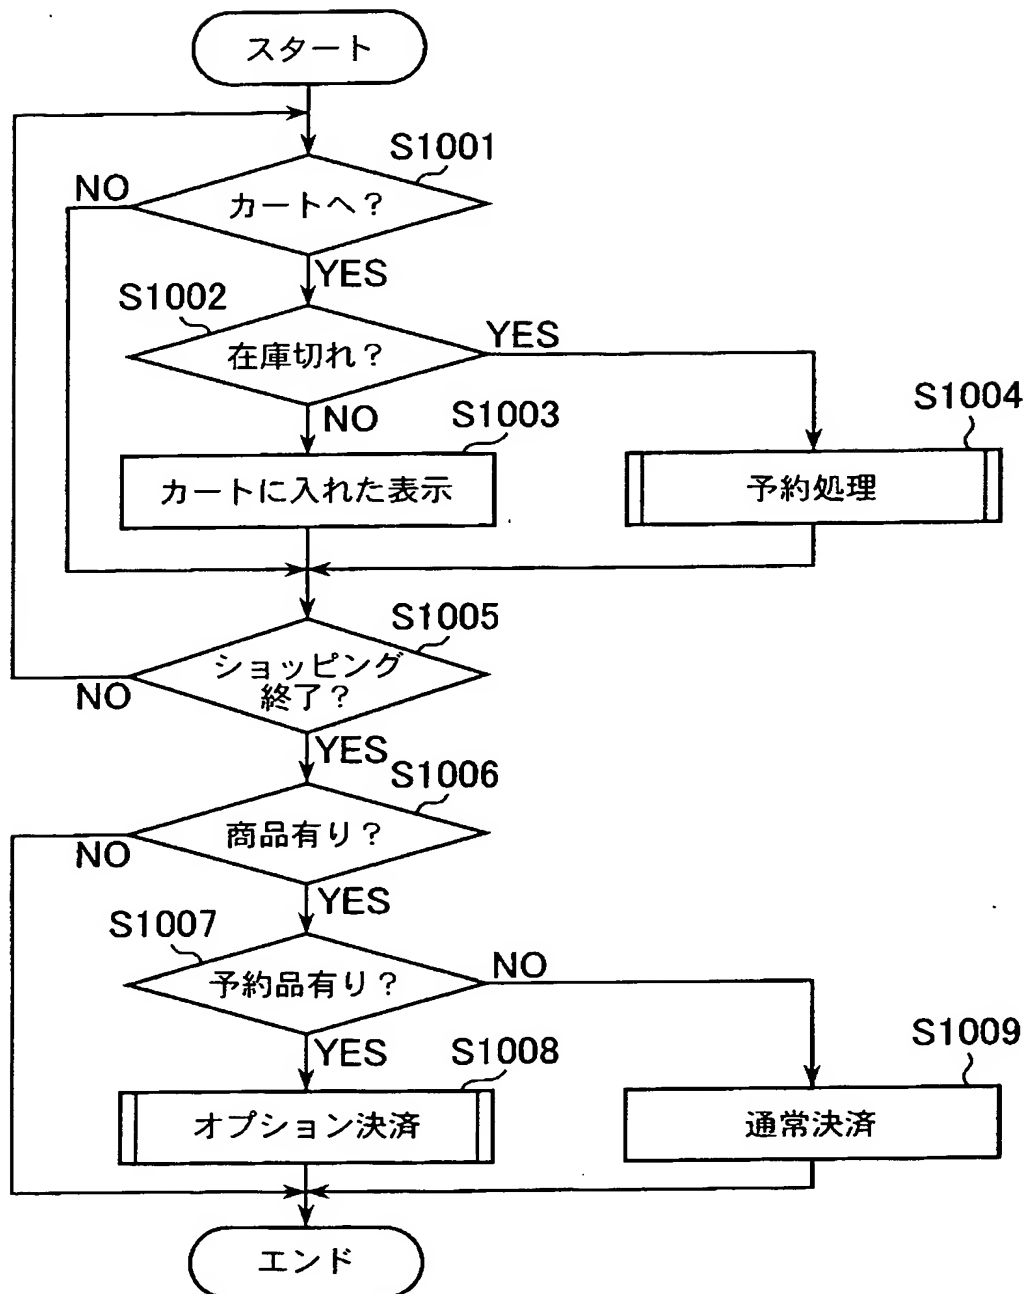 スタート
S1001
NO
カートへ？
YES
S1002
在庫切れ？
YES
NO
S1003
S1004
カートに入れた表示
予約処理
S1005
ショッピング
終了？
NO
YES
S1006
商品有り？
NO
YES
S1007
予約品有り？
NO
YES
S1008
S1009
オプション決済
通常決済
エンド